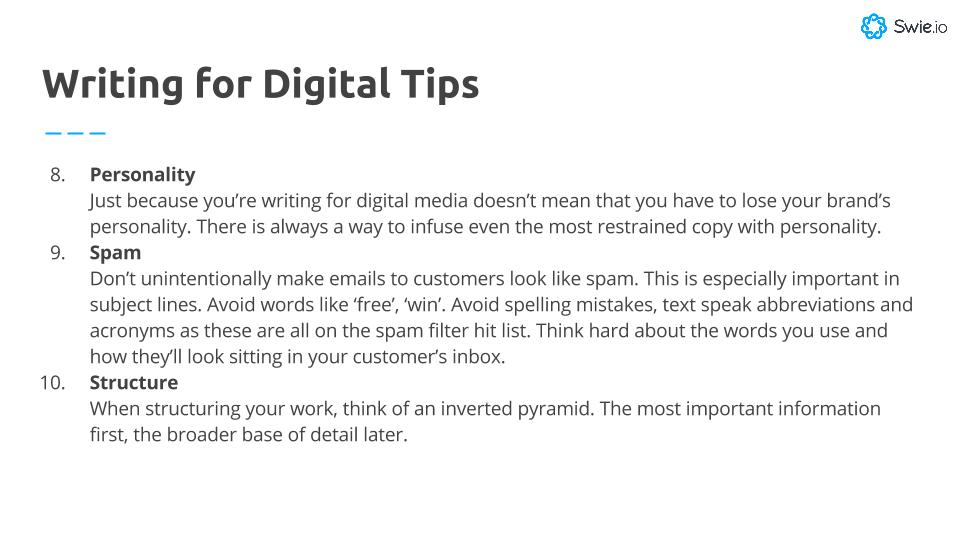 Swie.io
Writing for Digital Tips
8. Personality
Just because you’re writing for digital media doesn’t mean that you have to lose your brand’s
personality. There is always a way to infuse even the most restrained copy with personality.
9. Spam
Don’t unintentionally make emails to customers look like spam. This is especially important in
subject lines. Avoid words like ‘free’, ‘win’. Avoid spelling mistakes, text speak abbreviations and
acronyms as these are all on the spam filter hit list. Think hard about the words you use and
how they’ll look sitting in your customer’s inbox.
10. Structure
When structuring your work, think of an inverted pyramid. The most important information
first, the broader base of detail later.